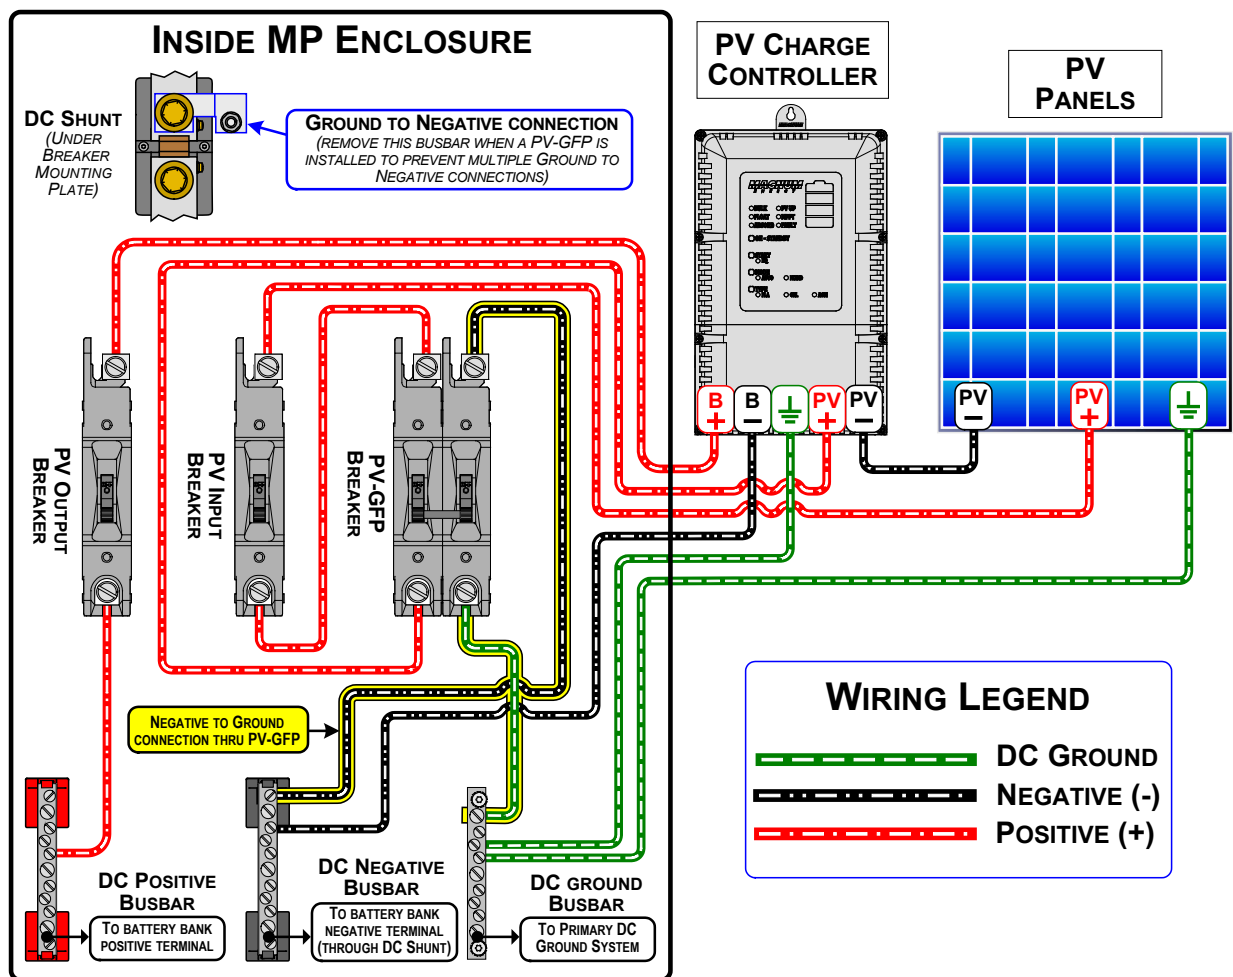 INSIDE MP ENCLOSURE
DC SHUNT
(UNDER
BREAKER
MOUNTING
PLATE)
GROUND TO NEGATIVE CONNECTION
(REMOVE THIS BUSBAR WHEN A PV-GFP IS
INSTALLED TO PREVENT MULTIPLE GROUND TO
NEGATIVE CONNECTIONS)
PV CHARGE
CONTROLLER
PV
PANELS
MAGNUM
ENERGY
B
+
B
–
PV
+
PV
–
PV
–
PV
+
PV OUTPUT
BREAKER
PV INPUT
BREAKER
PV-GFP
BREAKER
NEGATIVE TO GROUND
CONNECTION THRU PV-GFP
WIRING LEGEND
DC GROUND
NEGATIVE (-)
POSITIVE (+)
DC POSITIVE
BUSBAR
TO BATTERY BANK
POSITIVE TERMINAL
DC NEGATIVE
BUSBAR
TO BATTERY BANK
NEGATIVE TERMINAL
(THROUGH DC SHUNT)
DC GROUND
BUSBAR
TO PRIMARY DC
GROUND SYSTEM